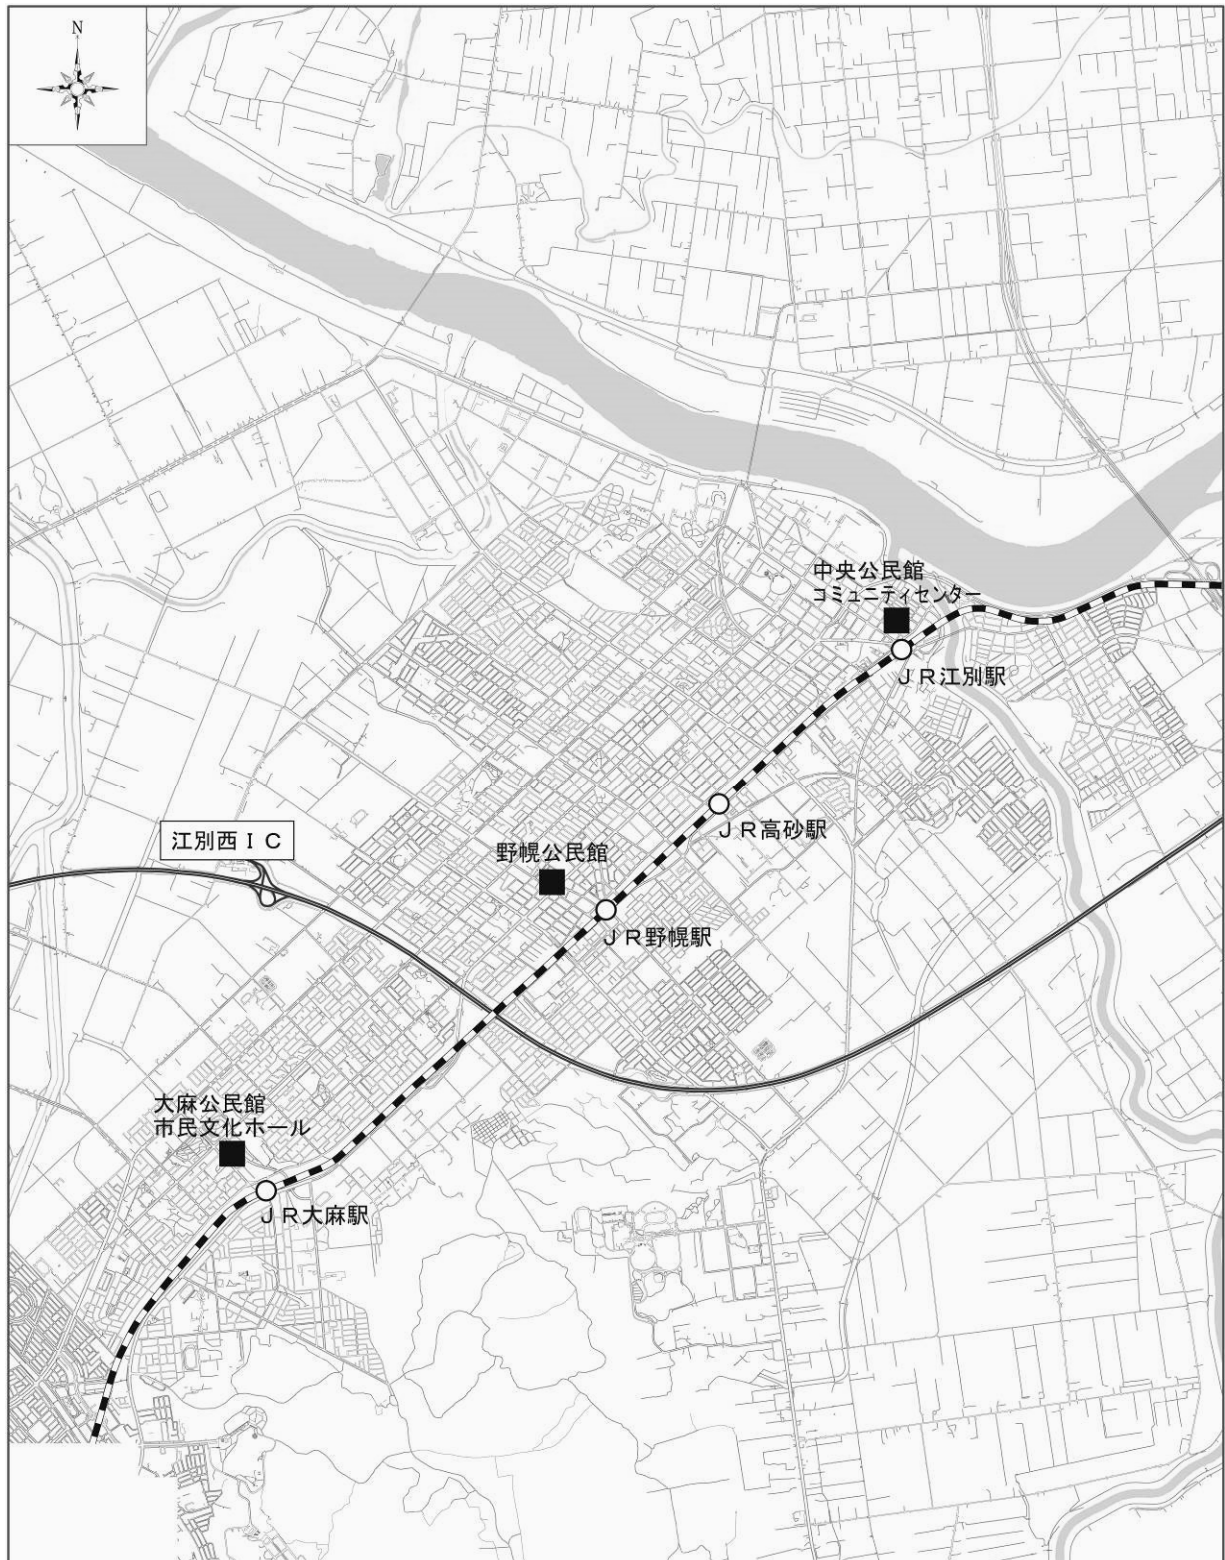 N
中央公民館
コミュニティセンター
JR江別駅
JR高砂駅
江別西IC
野幌公民館
JR野幌駅
大麻公民館
市民文化ホール
JR大麻駅